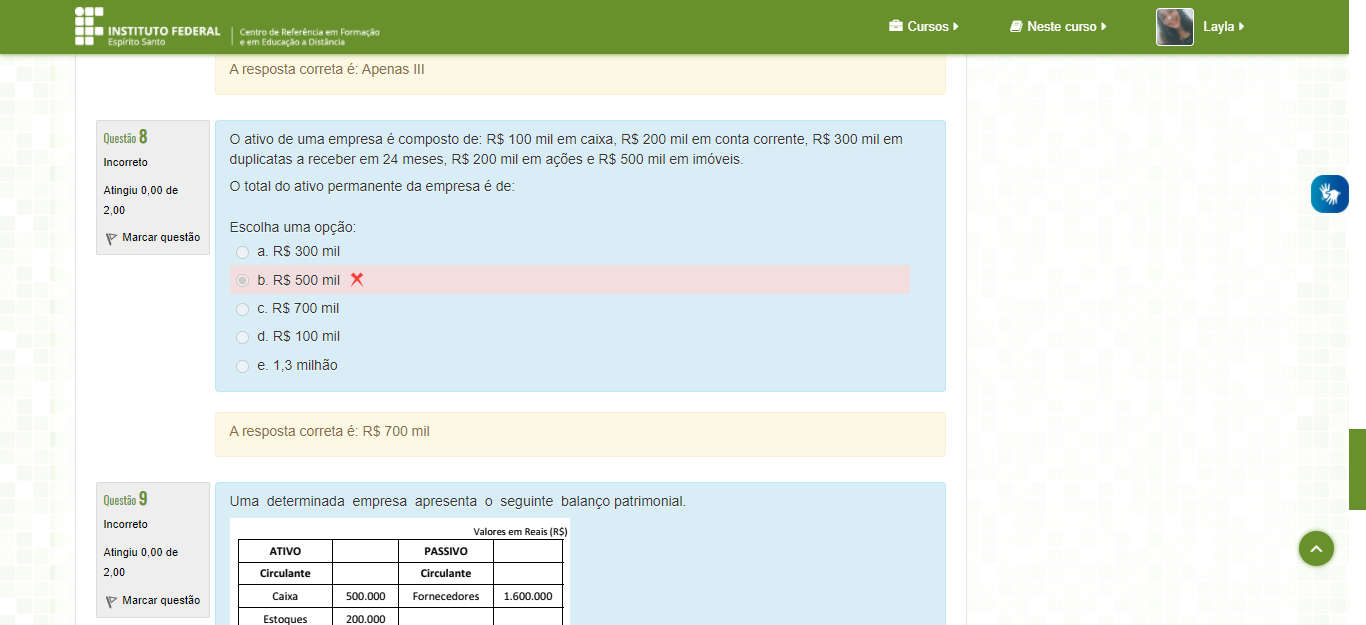 INSTITUTO FEDERAL
Espírito Santo
Centro de Referência em Formação
e em Educação a Distância
Cursos
Neste curso
Layla
A resposta correta é: Apenas III
Questão 8
Incorreto
Atingiu 0,00 de
2,00
Marcar questão
O ativo de uma empresa é composto de: R$ 100 mil em caixa, R$ 200 mil em conta corrente, R$ 300 mil em
duplicatas a receber em 24 meses, R$ 200 mil em ações e R$ 500 mil em imóveis.
O total do ativo permanente da empresa é de:
Escolha uma opção:
a. R$ 300 mil
b. R$ 500 mil
c. R$ 700 mil
d. R$ 100 mil
e. 1,3 milhão
A resposta correta é: R$ 700 mil
Questão 9
Incorreto
Atingiu 0,00 de
2,00
Marcar questão
Uma determinada empresa apresenta o seguinte balanço patrimonial.
Valores em Reais (R$)
ATIVO PASSIVO
Circulante Circulante
Caixa 500.000 Fornecedores 1.600.000
Estoques 200.000